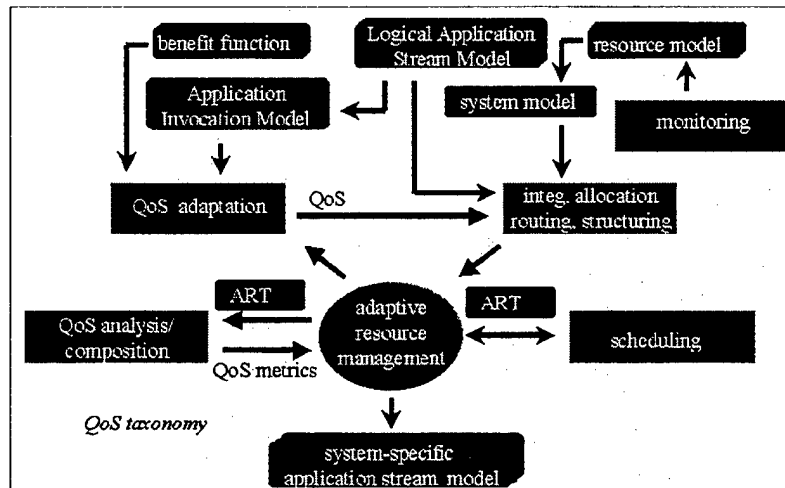 benefit function
Logical Application
Stream Model
resource model
Application
Invocation Model
system model
monitoring
QoS adaptation
QoS
integ. allocation
routing, structuring
ART
adaptive
resource
management
ART
QoS analysis/
composition
scheduling
QoS metrics
QoS taxonomy
system-specific
application stream model